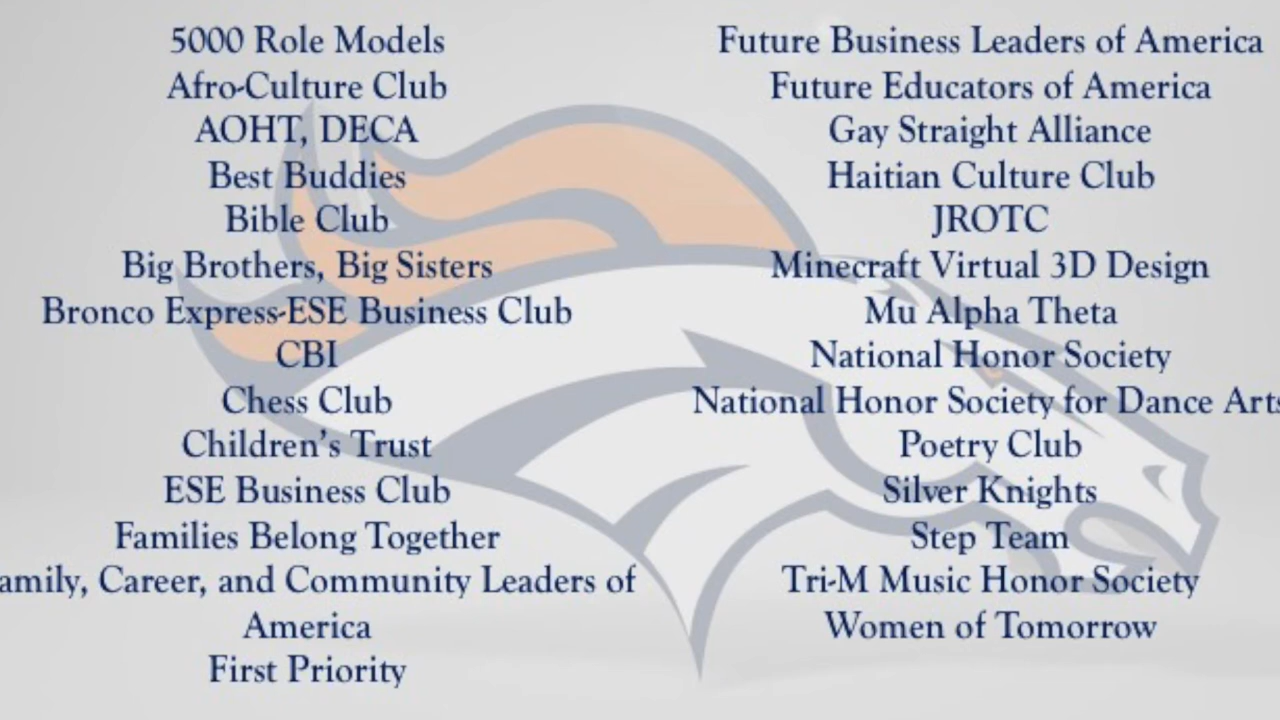 5000 Role Models
Afro-Culture Club
AOHT, DECA
Best Buddies
Bible Club
Big Brothers, Big Sisters
Bronco Express-ESE Business Club
CBI
Chess Club
Children's Trust
ESE Business Club
Families Belong Together
amily, Career, and Community Leaders of
America
First Priority
Future Business Leaders of America
Future Educators of America
Gay Straight Alliance
Haitian Culture Club
JROTC
Minecraft Virtual 3D Design
Mu Alpha Theta
National Honor Society
National Honor Society for Dance Arts
Poetry Club
Silver Knights
Step Team
Tri-M Music Honor Society
Women of Tomorrow